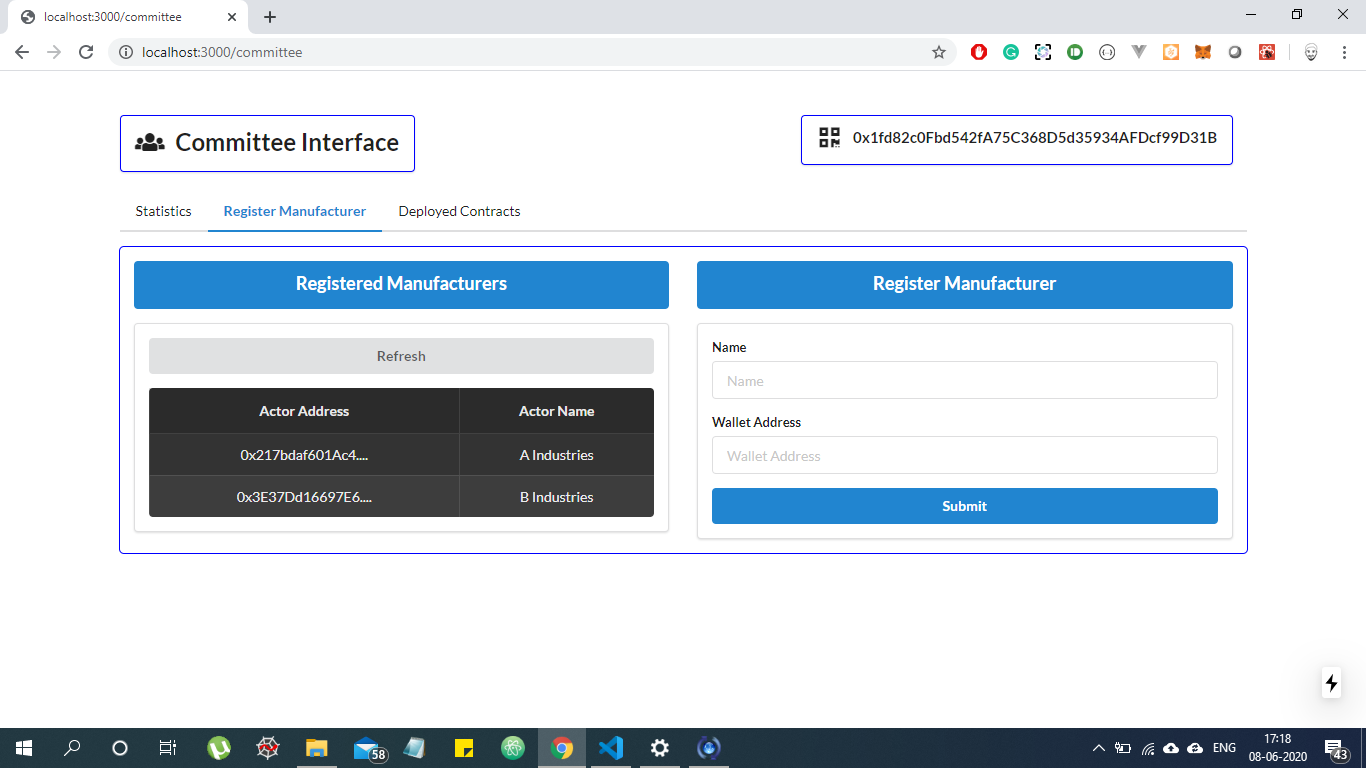 localhost:3000/committee
localhost:3000/committee
Committee Interface
0x1fd82c0Fbd542fA75C368D5d35934AFDcf99D31B
Statistics
Register Manufacturer
Deployed Contracts
Registered Manufacturers
Refresh
Actor Address Actor Name
0x217bdaf601Ac4.... A Industries
0x3E37Dd16697E6.... B Industries
Register Manufacturer
Name
Name
Wallet Address
Wallet Address
Submit
58
ENG
17:18
08-06-2020
43